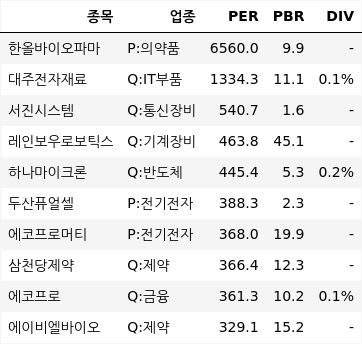 종목 업종 PER PBR DIV
한올바이오파마 P:의약품 6560.0 9.9 -
대주전자재료 Q:IT부품 1334.3 11.1 0.1%
서진시스템 Q:통신장비 540.7 1.6 -
레인보우로보틱스 Q:기계장비 463.8 45.1 -
하나마이크론 Q:반도체 445.4 5.3 0.2%
두산퓨얼셀 P:전기전자 388.3 2.3 -
에코프로머티 P:전기전자 368.0 19.9 -
삼천당제약 Q:제약 366.4 12.3 -
에코프로 Q:금융 361.3 10.2 0.1%
에이비엘바이오 Q:제약 329.1 15.2 -